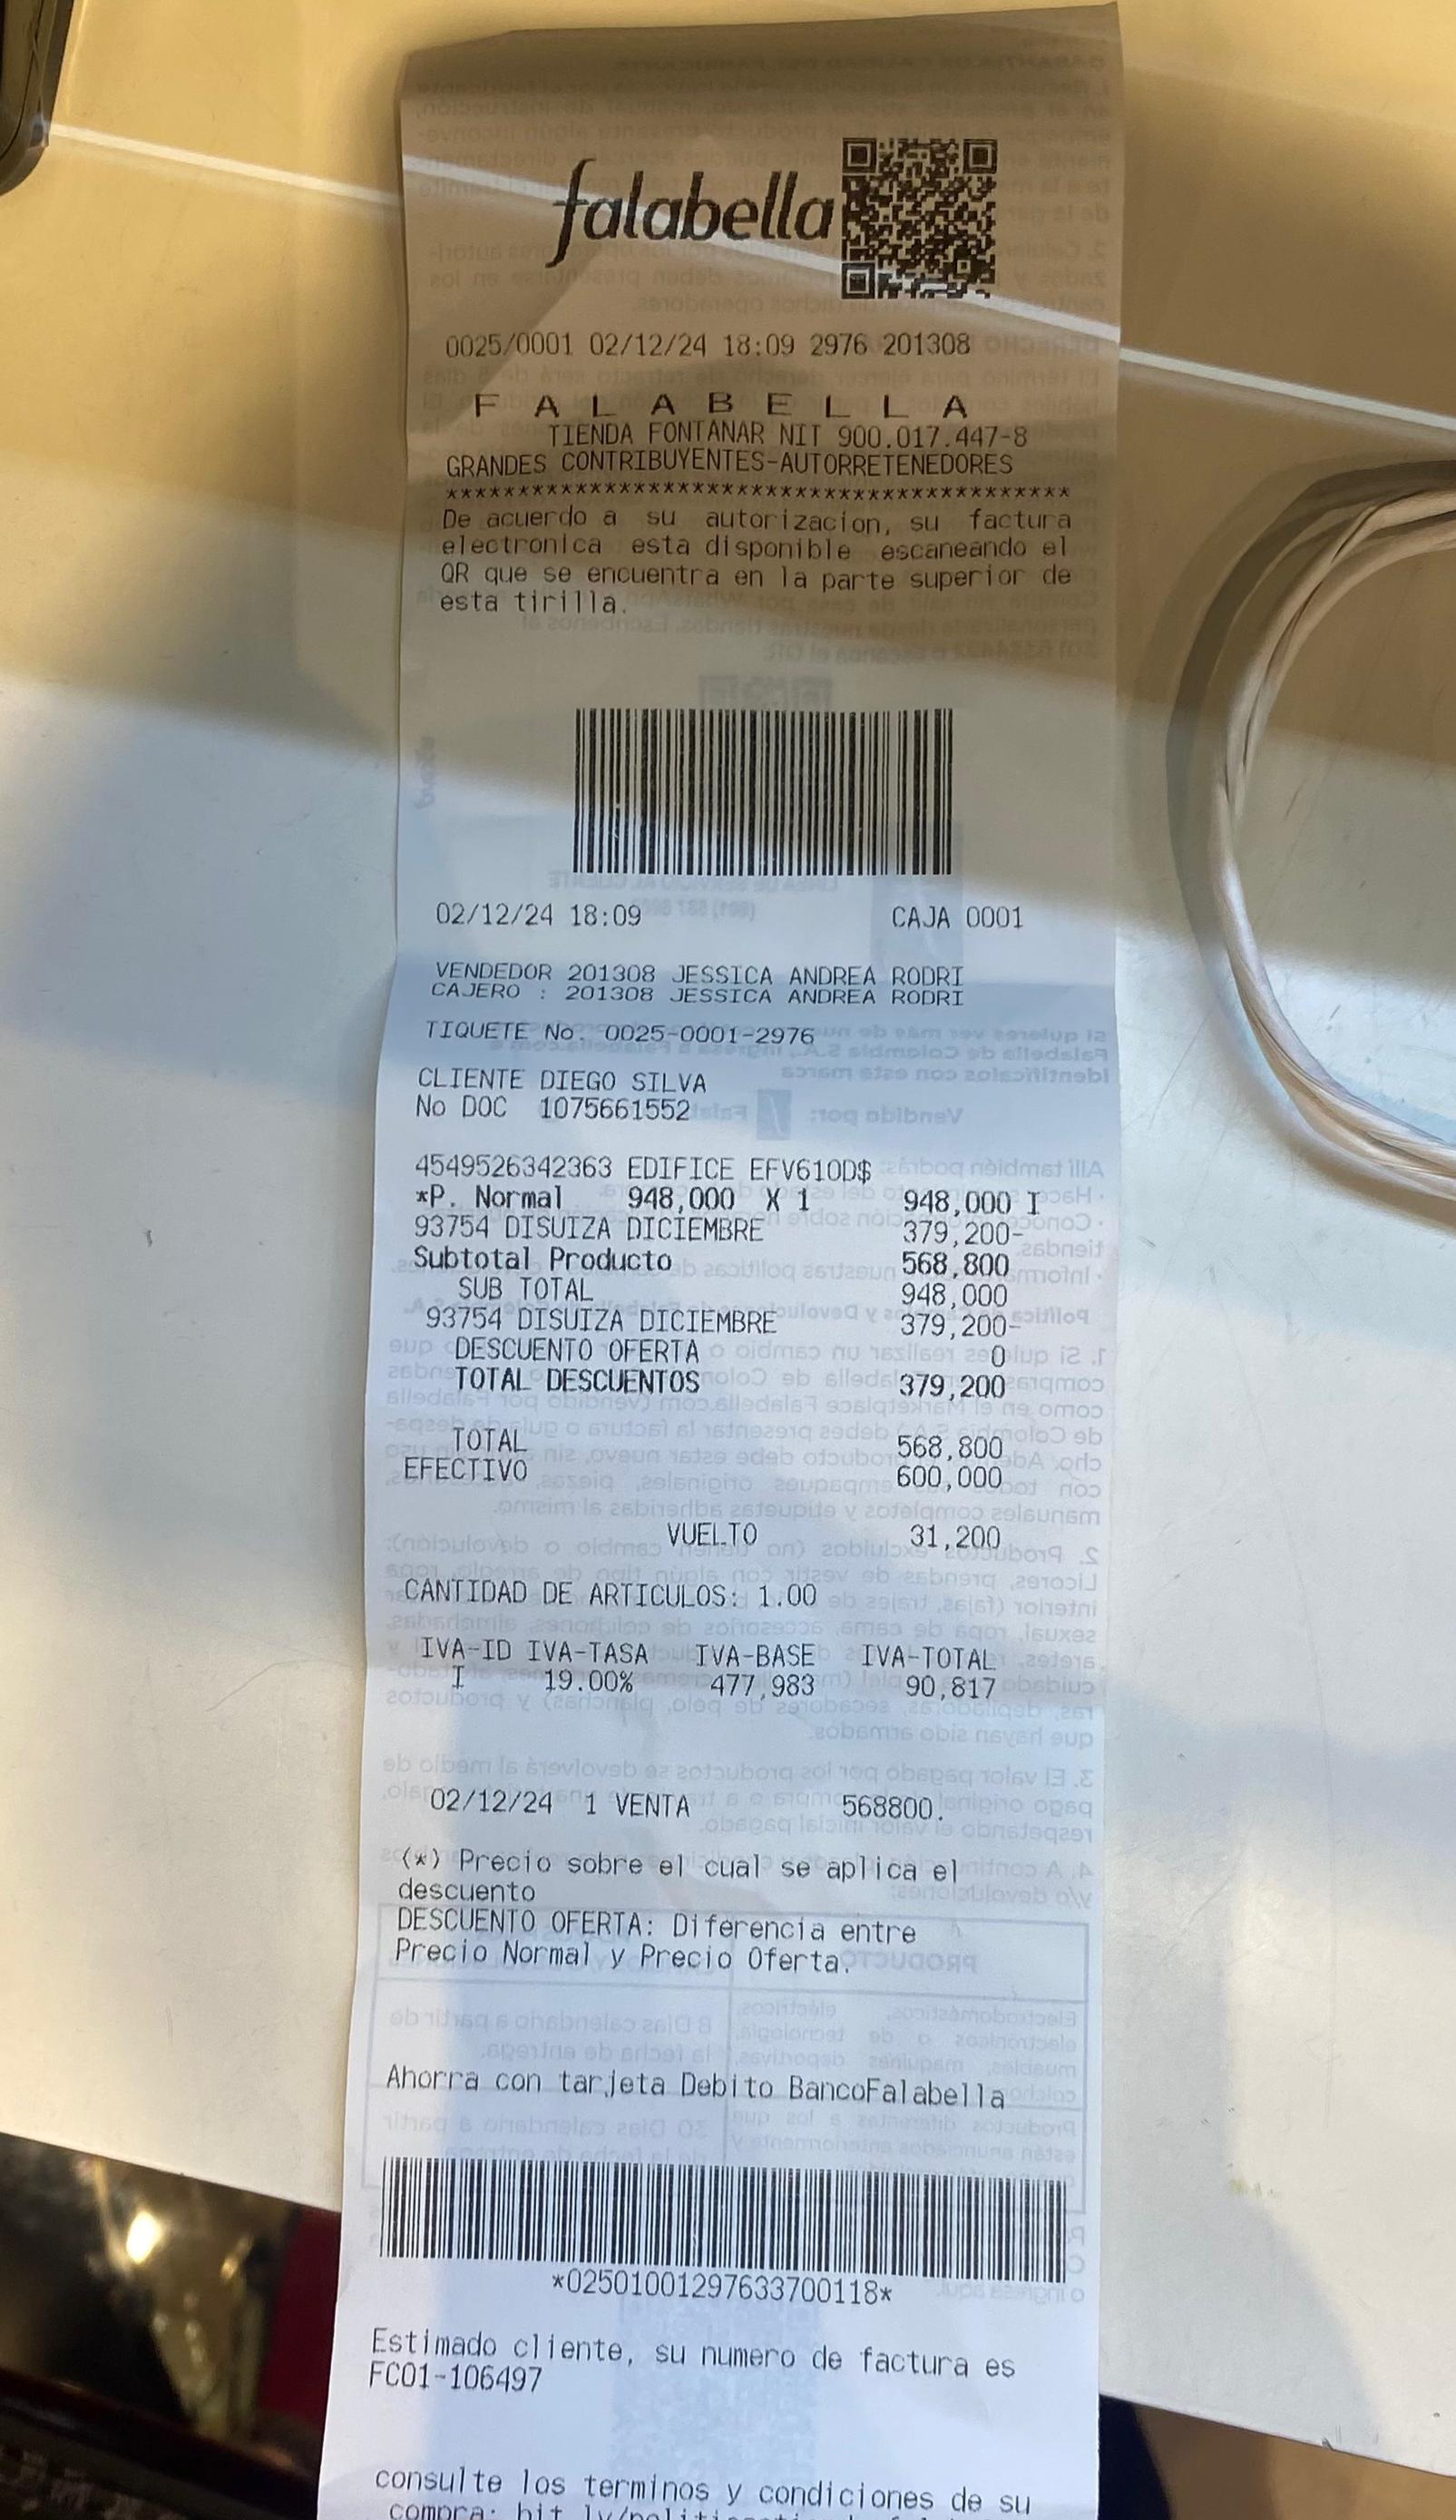 falabella
0025/0001 02/12/24 18:09 2976 201308
F A L A B E L L A
TIENDA FONTANAR NIT 900.017.447-8
GRANDES CONTRIBUYENTES-AUTORRETENEDORES
*******************************************
De acuerdo a su autorizacion, su factura
electronica esta disponible escaneando el
QR que se encuentra en la parte superior de
esta tirilla.
02/12/24 18:09 CAJA 0001
VENDEDOR 201308 JESSICA ANDREA RODRI
CAJERO : 201308 JESSICA ANDREA RODRI
TIQUETE No. 0025-0001-2976
CLIENTE DIEGO SILVA
No DOC 1075661552
4549526342363 EDIFICE EFV610D$
*P. Normal 948,000 X 1 948,000 I
93754 DISUIZA DICIEMBRE 379,200-
Subtotal Producto 568,800
SUB TOTAL 948,000
93754 DISUIZA DICIEMBRE 379,200-
DESCUENTO OFERTA 0
TOTAL DESCUENTOS 379,200
TOTAL 568,800
EFECTIVO 600,000
VUELTO 31,200
CANTIDAD DE ARTICULOS: 1.00
IVA-ID IVA-TASA IVA-BASE IVA-TOTAL
I 19.00% 477,983 90,817
02/12/24 1 VENTA 568800.
(*) Precio sobre el cual se aplica el
descuento
DESCUENTO OFERTA: Diferencia entre
Precio Normal y Precio Oferta.
Ahorra con tarjeta Debito BancoFalabella
*02501001297633700118*
Estimado cliente, su numero de factura es
FC01-106497
consulte los terminos y condiciones de su
compra: